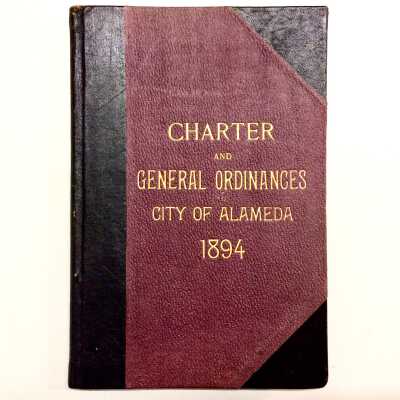 CHARTER
AND
GENERAL ORDINANCES
CITY OF ALAMEDA
1894